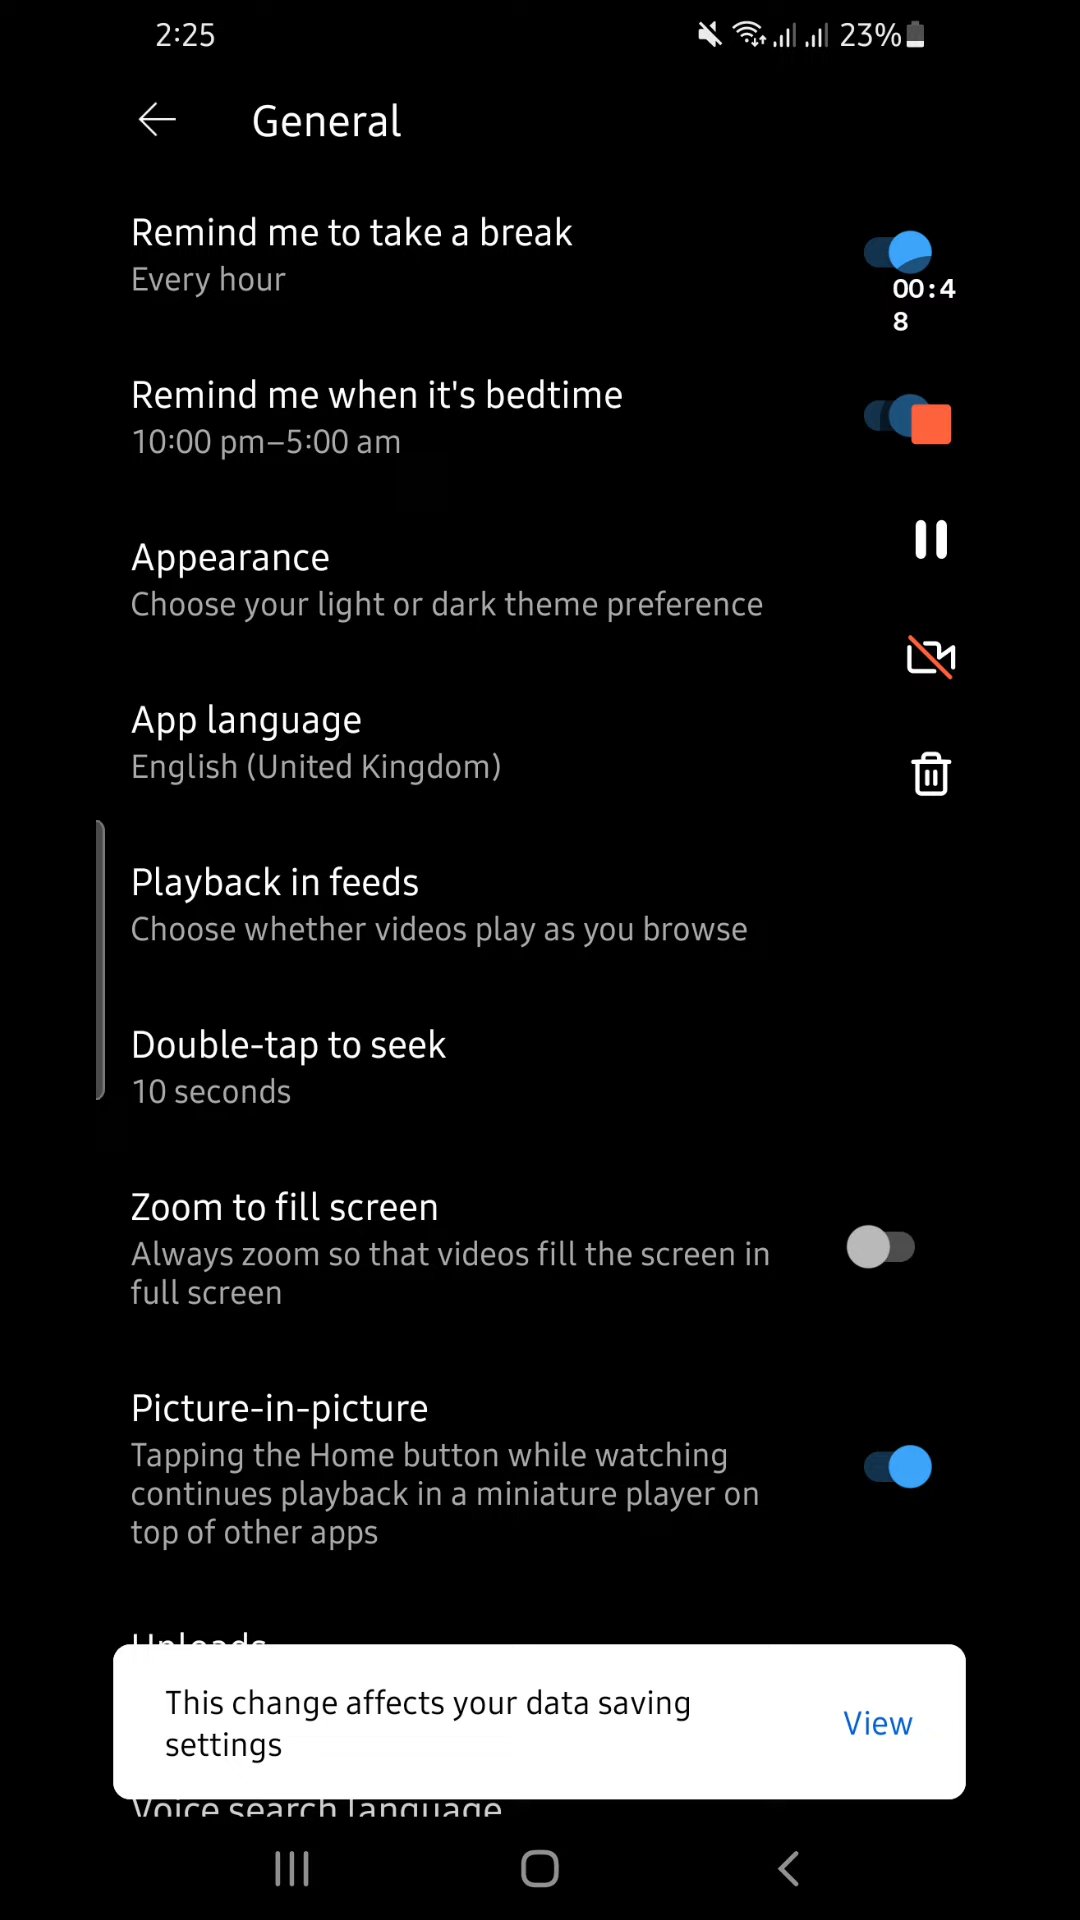 2:25
23%
General
Remind me to take a break
Every hour
00:4
8
Remind me when it's bedtime
10:00 pm–5:00 am
Appearance
Choose your light or dark theme preference
App language
English (United Kingdom)
Playback in feeds
Choose whether videos play as you browse
Double-tap to seek
10 seconds
Zoom to fill screen
Always zoom so that videos fill the screen in
full screen
Picture-in-picture
Tapping the Home button while watching
continues playback in a miniature player on
top of other apps
Uploads
This change affects your data saving
settings
View
Voice search language